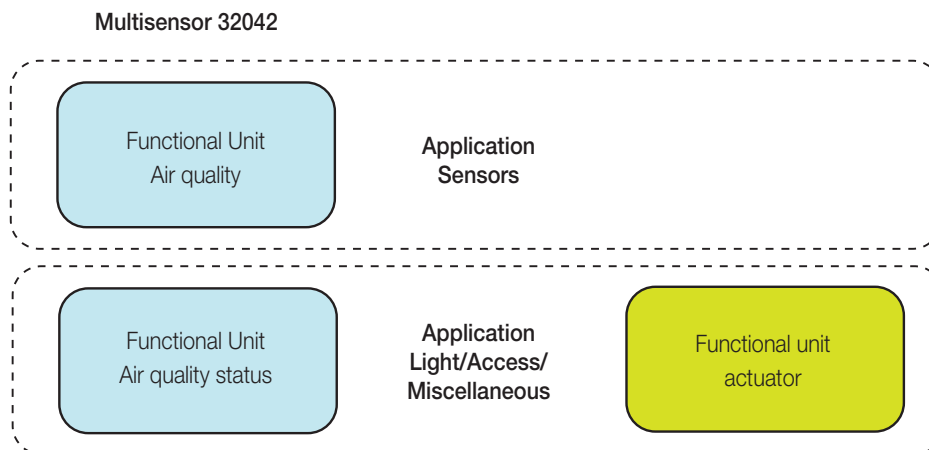 Multisensor 32042
Functional Unit
Air quality
Application
Sensors
Functional Unit
Air quality status
Application
Light/Access/
Miscellaneous
Functional unit
actuator